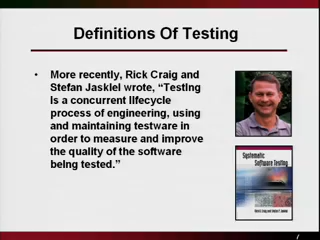 Definitions Of Testing
• More recently, Rick Craig and
Stefan Jaskiel wrote, “Testing
is a concurrent lifecycle
process of engineering, using
and maintaining testware in
order to measure and improve
the quality of the software
being tested.”
Systematic
Software Testing